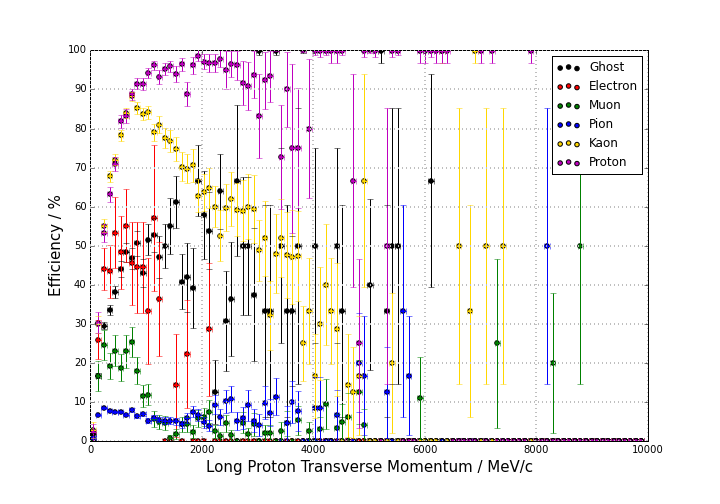 100
90
80
70
60
50
40
30
20
10
0
Efficiency / %
0 2000 4000 6000 8000 10000
Long Proton Transverse Momentum / MeV/c
Ghost
Electron
Muon
Pion
Kaon
Proton